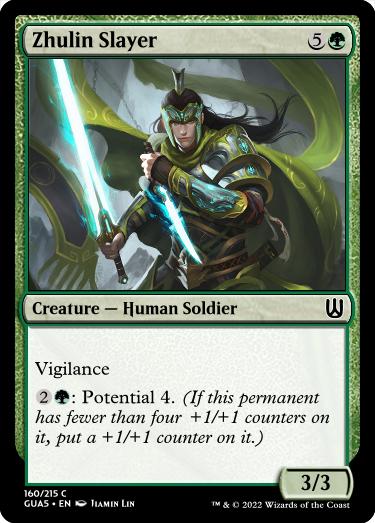 Zhulin Slayer 5
Creature — Human Soldier
Vigilance
2 : Potential 4. (If this permanent
has fewer than four +1/+1 counters on
it, put a +1/+1 counter on it.)
3/3
160/215 C
GUA5 • EN Jiamin Lin
™ & © 2022 Wizards of the Coast